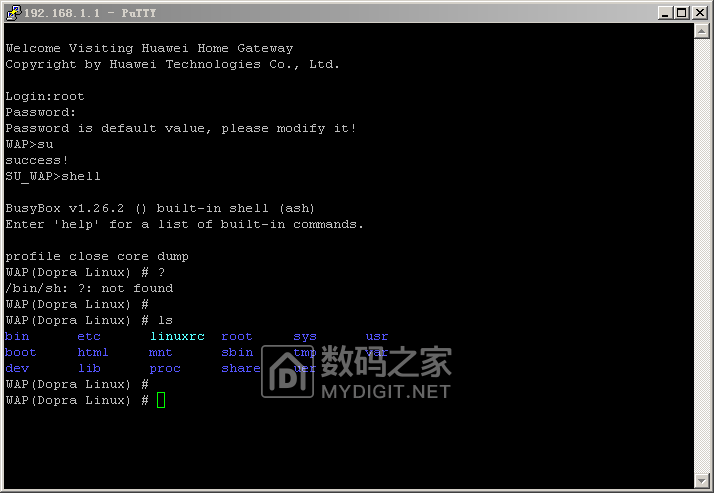 192.168.1.1 - PuTTY
Welcome Visiting Huawei Home Gateway
Copyright by Huawei Technologies Co., Ltd.
Login:root
Password:
Password is default value, please modify it!
WAP>su
success!
SU_WAP>shell
BusyBox v1.26.2 () built-in shell (ash)
Enter 'help' for a list of built-in commands.
profile close core dump
WAP(Dopra Linux) # ?
/bin/sh: ?: not found
WAP(Dopra Linux) #
WAP(Dopra Linux) # ls
bin etc linuxrc root sys usr
boot html mnt sbin tmp var
dev lib proc share uer
WAP(Dopra Linux) #
WAP(Dopra Linux) #
数码之家
MYDIGIT.NET